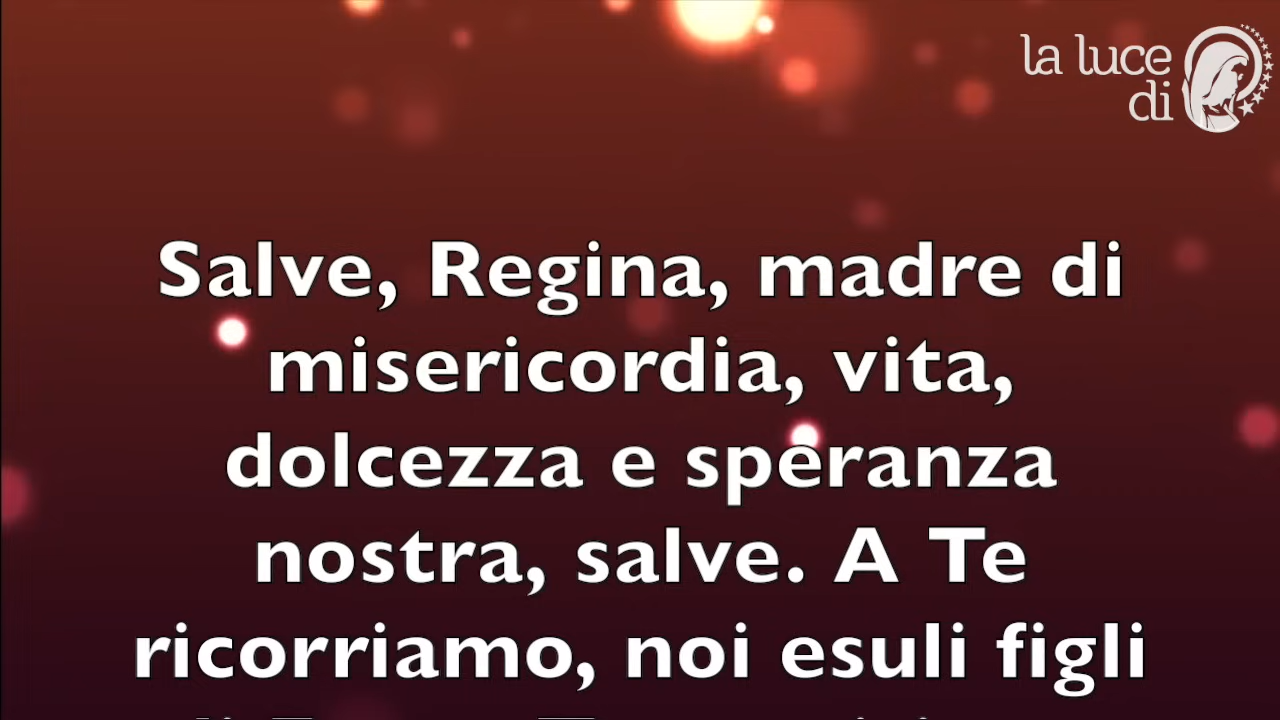 la luce
di
Salve, Regina, madre di
misericordia, vita,
dolcezza e speranza
nostra, salve. A Te
ricorriamo, noi esuli figli